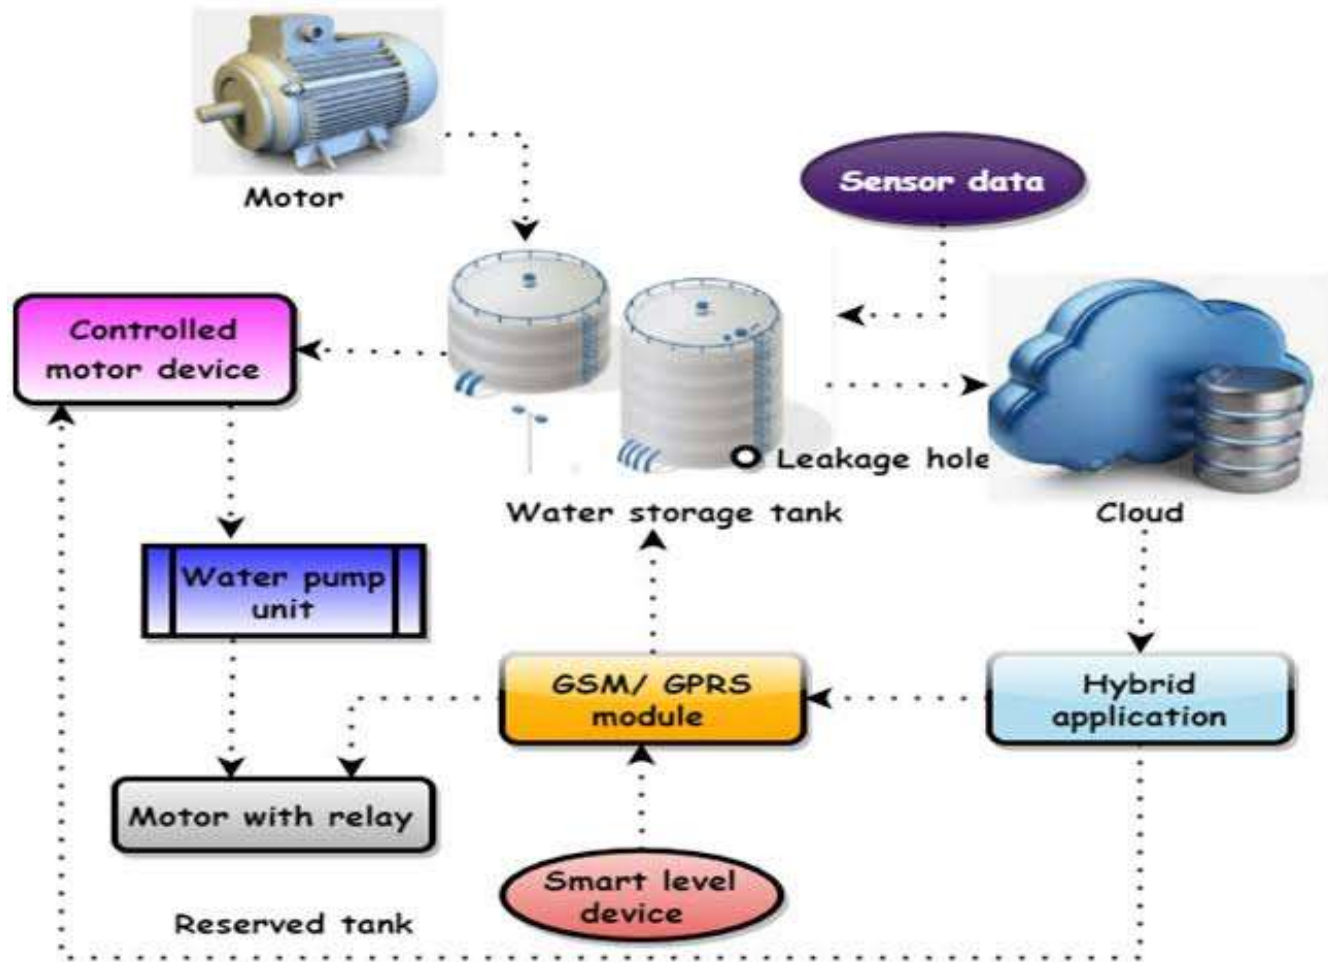 Motor
Sensor data
Controlled
motor device
Leakage hole
Water storage tank
Cloud
Water pump
unit
GSM/ GPRS
module
Hybrid
application
Motor with relay
Smart level
device
Reserved tank